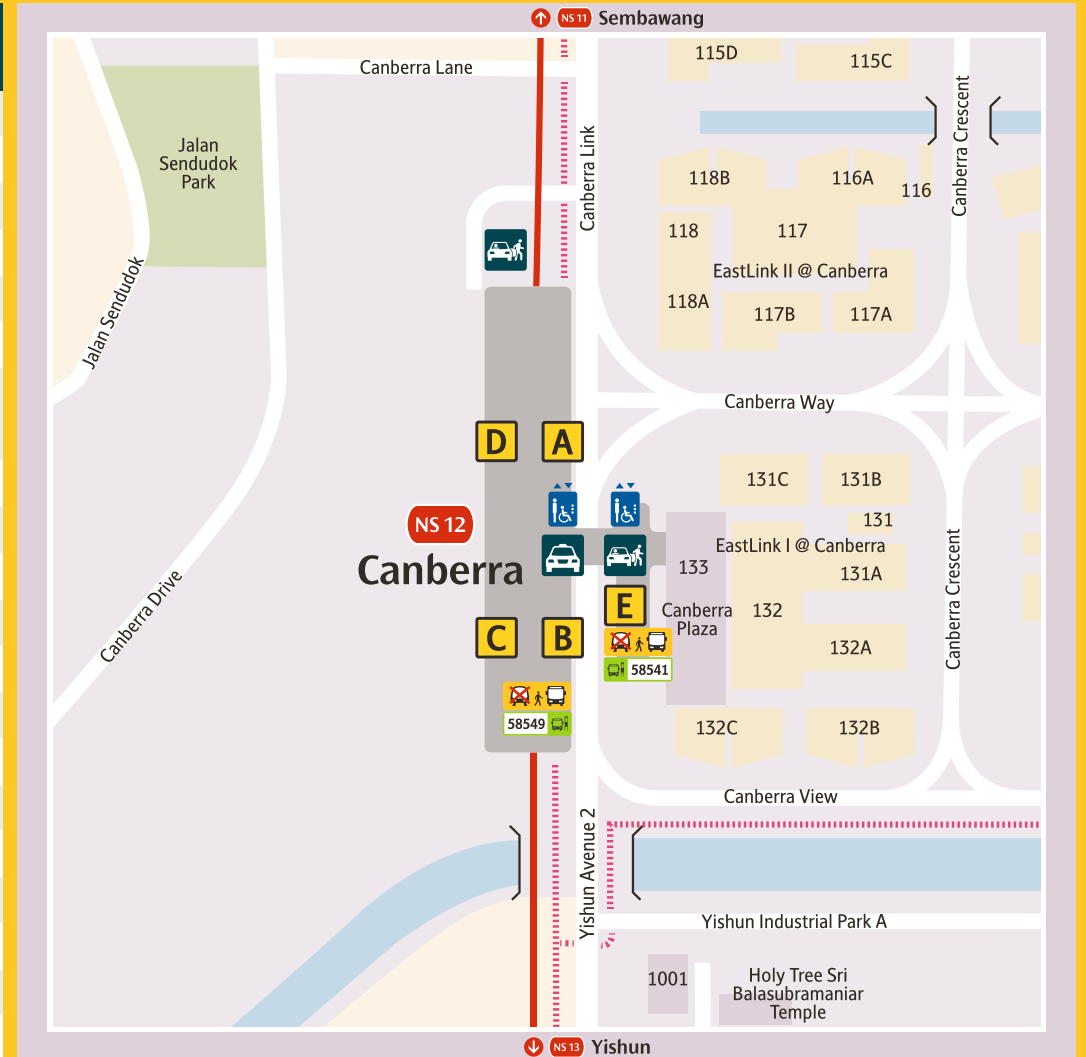 NS 11 Sembawang
115D
115C
Canberra Lane
Canberra Crescent
Canberra Link
Jalan
Sendudok
Park
118B
116A
116
118
117
EastLink II @ Canberra
Jalan Sendudok
118A
117B
117A
Canberra Way
D
A
131C
131B
NS 12
131
EastLink I @ Canberra
Canberra
133
131A
Canberra Drive
Canberra Crescent
E
Canberra
Plaza
132
C
B
132A
58541
58549
132C
132B
Canberra View
Yishun Avenue 2
Yishun Industrial Park A
1001
Holy Tree Sri
Balasubramaniar
Temple
NS 13 Yishun